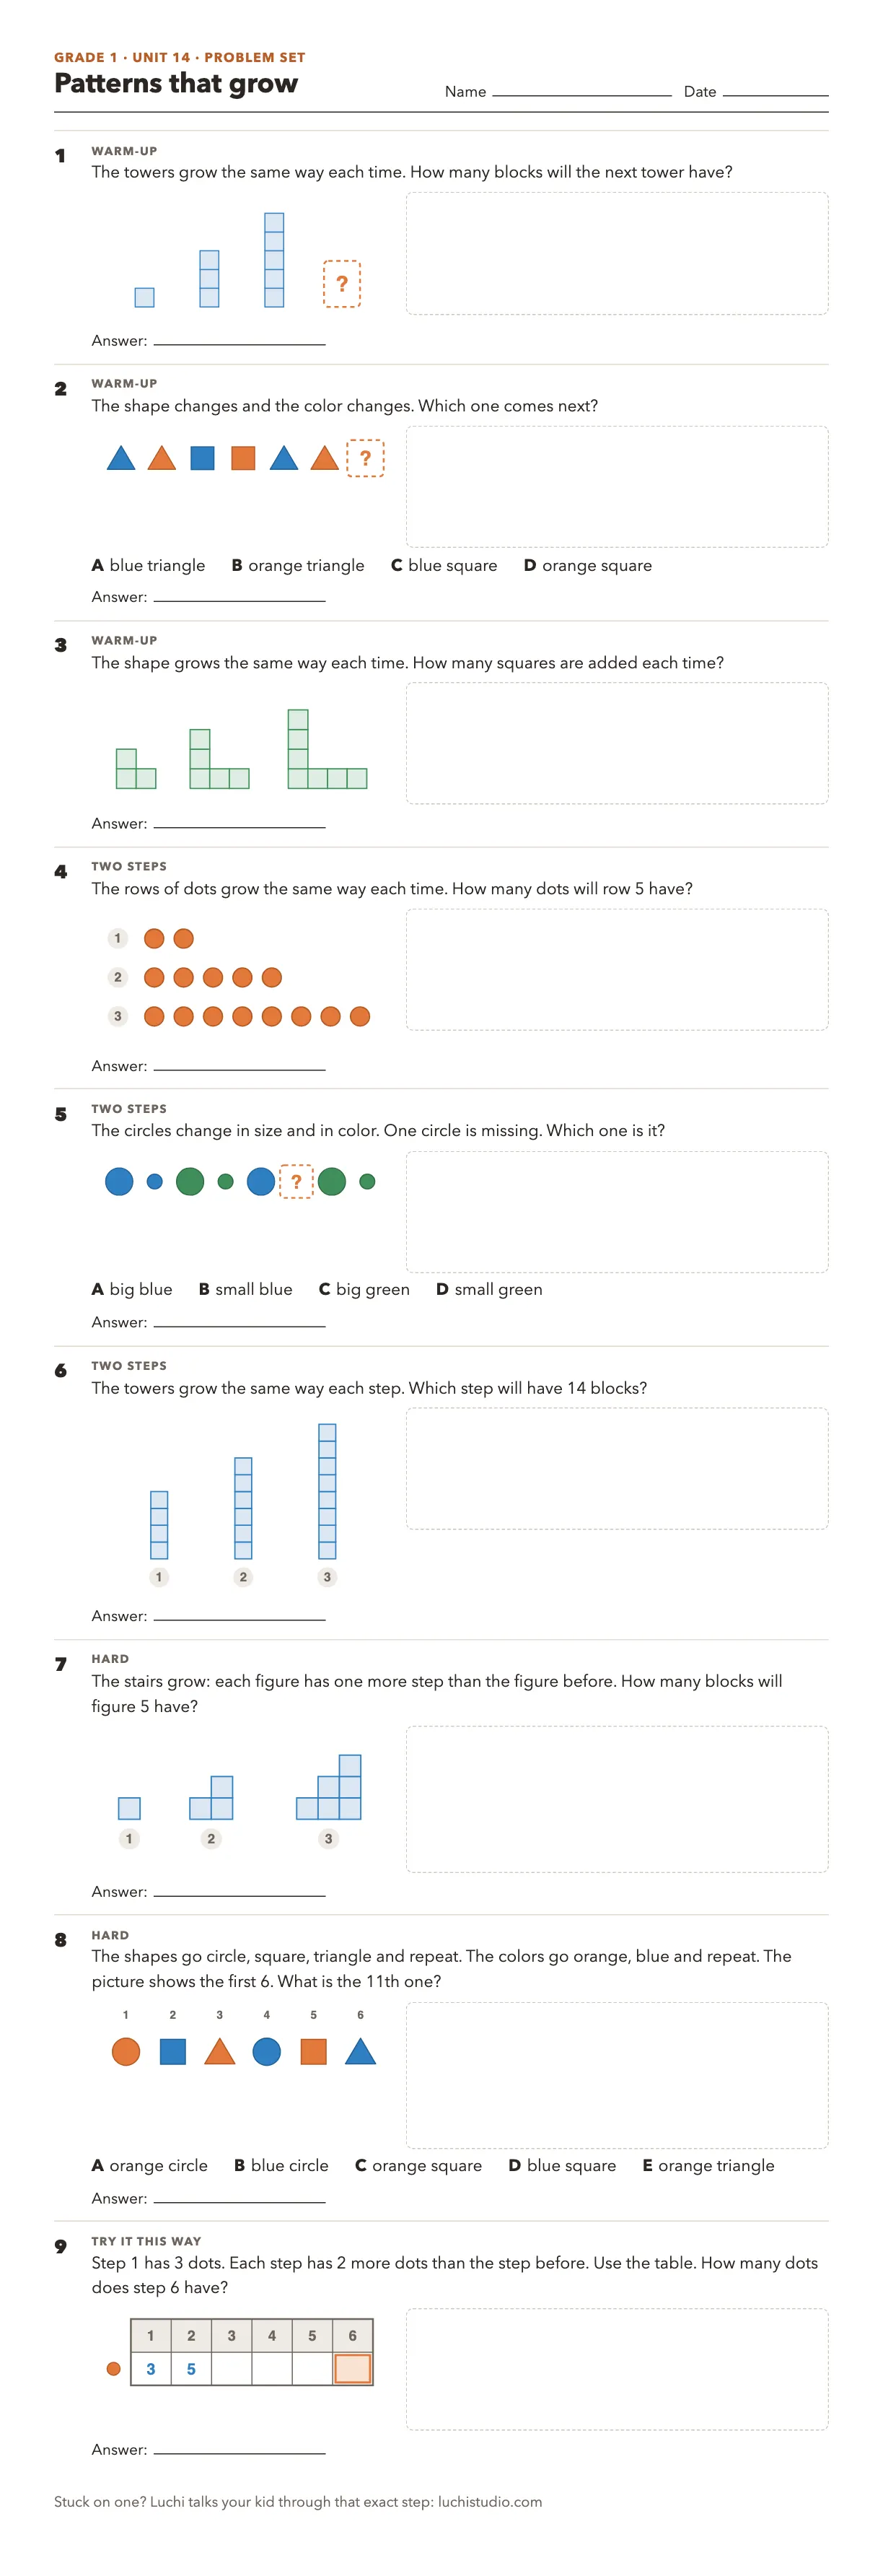 GRADE 1 · UNIT 14 · PROBLEM SET
Patterns that grow
Name
Date
1
WARM-UP
The towers grow the same way each time. How many blocks will the next tower have?
?
Answer:
2
WARM-UP
The shape changes and the color changes. Which one comes next?
?
A blue triangle B orange triangle C blue square D orange square
Answer:
3
WARM-UP
The shape grows the same way each time. How many squares are added each time?
Answer:
4
TWO STEPS
The rows of dots grow the same way each time. How many dots will row 5 have?
1
2
3
Answer:
5
TWO STEPS
The circles change in size and in color. One circle is missing. Which one is it?
?
A big blue B small blue C big green D small green
Answer:
6
TWO STEPS
The towers grow the same way each step. Which step will have 14 blocks?
1 2 3
Answer:
7
HARD
The stairs grow: each figure has one more step than the figure before. How many blocks will
figure 5 have?
1 2 3
Answer:
8
HARD
The shapes go circle, square, triangle and repeat. The colors go orange, blue and repeat. The
picture shows the first 6. What is the 11th one?
1 2 3 4 5 6
A orange circle B blue circle C orange square D blue square E orange triangle
Answer:
9
TRY IT THIS WAY
Step 1 has 3 dots. Each step has 2 more dots than the step before. Use the table. How many dots
does step 6 have?
1 2 3 4 5 6
3 5
Answer:
Stuck on one? Luchi talks your kid through that exact step: luchistudio.com